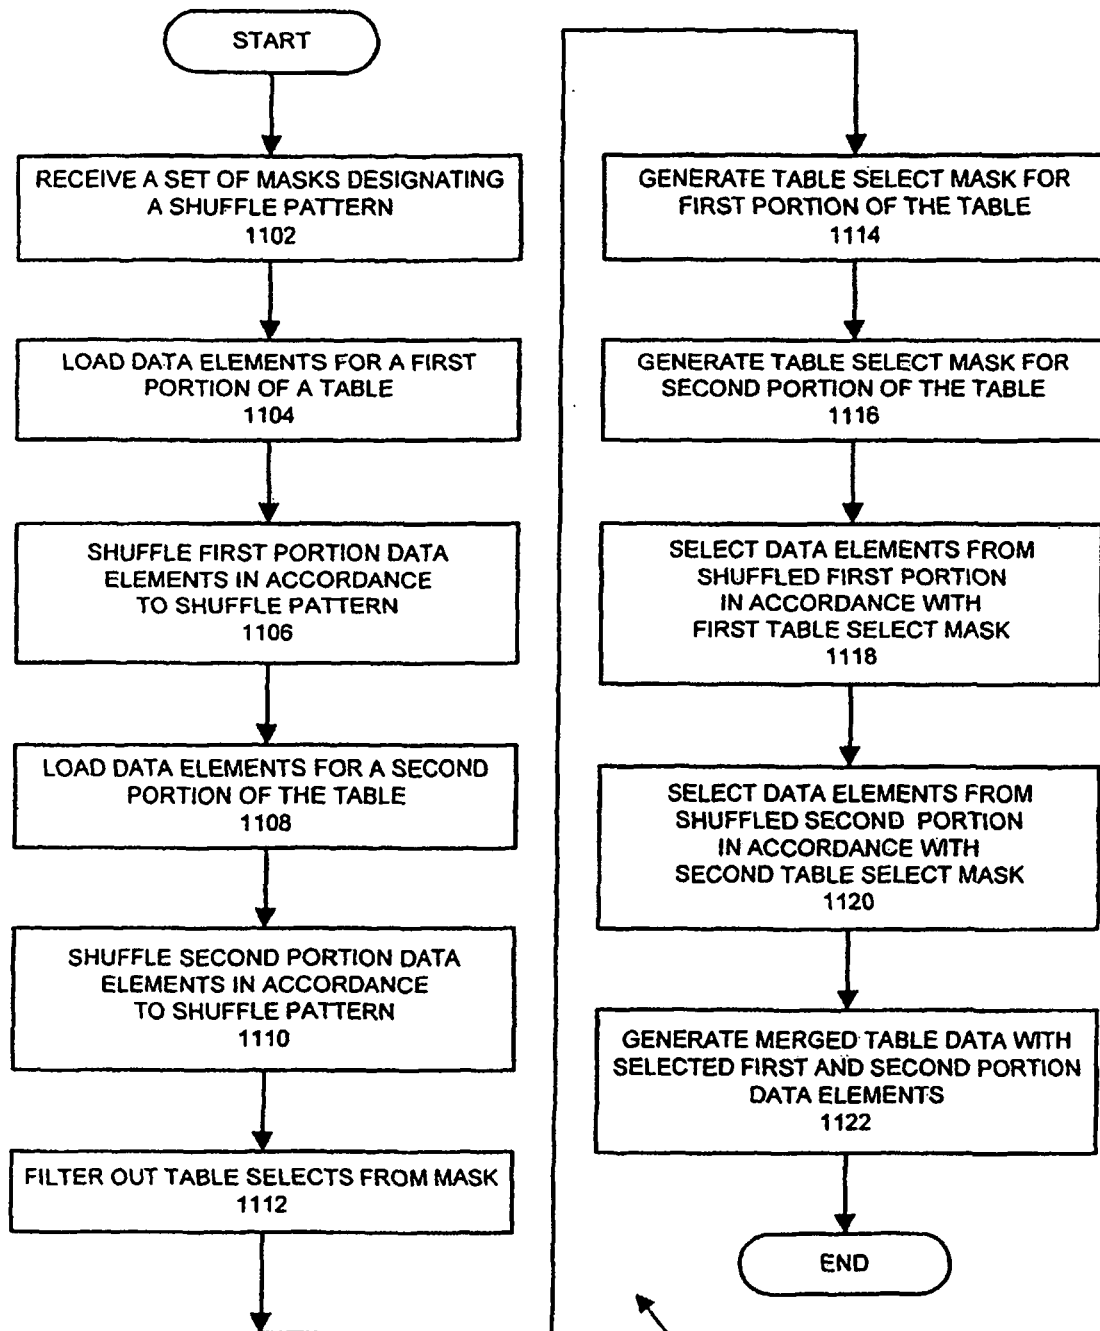 START
RECEIVE A SET OF MASKS DESIGNATING
A SHUFFLE PATTERN
1102
LOAD DATA ELEMENTS FOR A FIRST
PORTION OF A TABLE
1104
SHUFFLE FIRST PORTION DATA
ELEMENTS IN ACCORDANCE
TO SHUFFLE PATTERN
1106
LOAD DATA ELEMENTS FOR A SECOND
PORTION OF THE TABLE
1108
SHUFFLE SECOND PORTION DATA
ELEMENTS IN ACCORDANCE
TO SHUFFLE PATTERN
1110
FILTER OUT TABLE SELECTS FROM MASK
1112
GENERATE TABLE SELECT MASK FOR
FIRST PORTION OF THE TABLE
1114
GENERATE TABLE SELECT MASK FOR
SECOND PORTION OF THE TABLE
1116
SELECT DATA ELEMENTS FROM
SHUFFLED FIRST PORTION
IN ACCORDANCE WITH
FIRST TABLE SELECT MASK
1118
SELECT DATA ELEMENTS FROM
SHUFFLED SECOND PORTION
IN ACCORDANCE WITH
SECOND TABLE SELECT MASK
1120
GENERATE MERGED TABLE DATA WITH
SELECTED FIRST AND SECOND PORTION
DATA ELEMENTS
1122
END